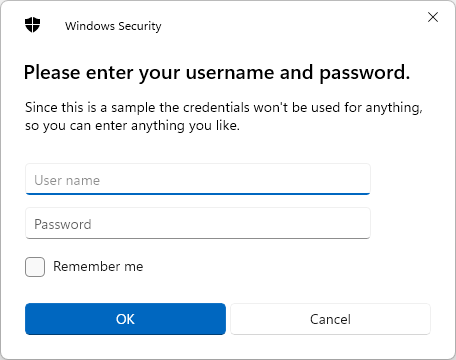 Windows Security
Please enter your username and password.
Since this is a sample the credentials won't be used for anything,
so you can enter anything you like.
User name
Password
Remember me
OK
Cancel